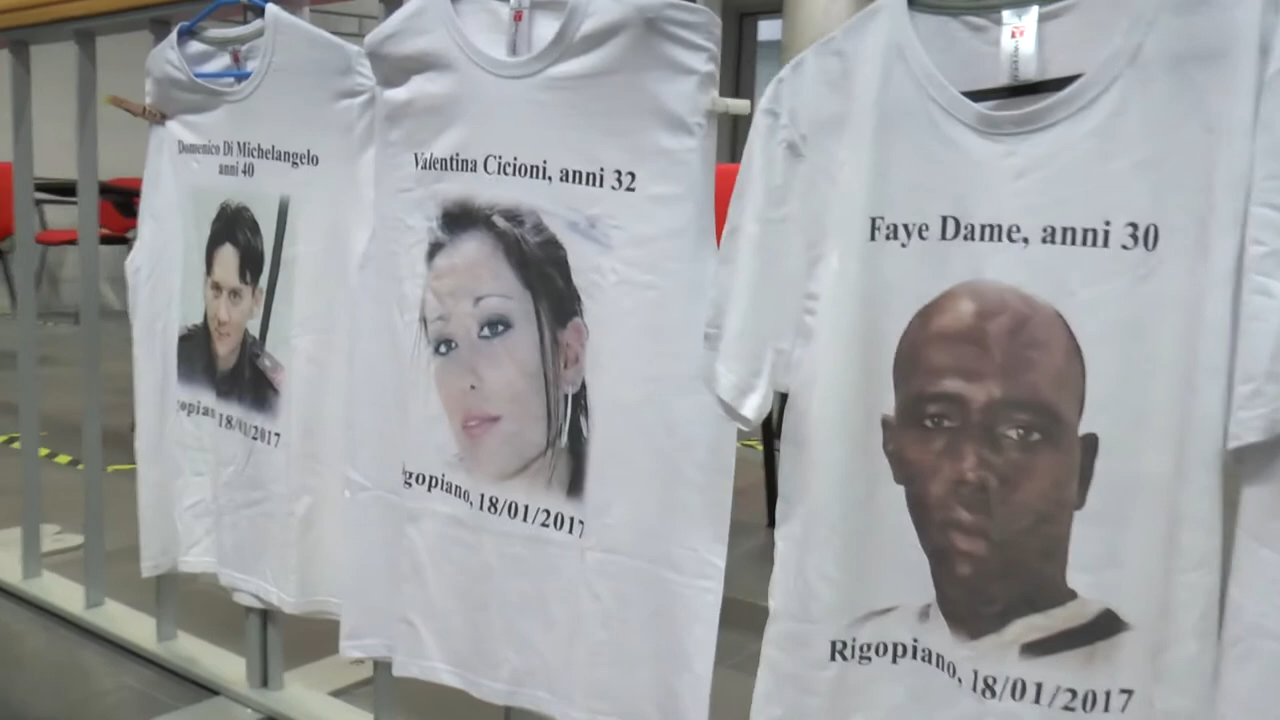 Domenico Di Michelangelo
anni 40
opiano 18/01/2017
Valentina Cicioni, anni 32
igopiano, 18/01/2017
Faye Dame, anni 30
Rigopiano, 18/01/2017